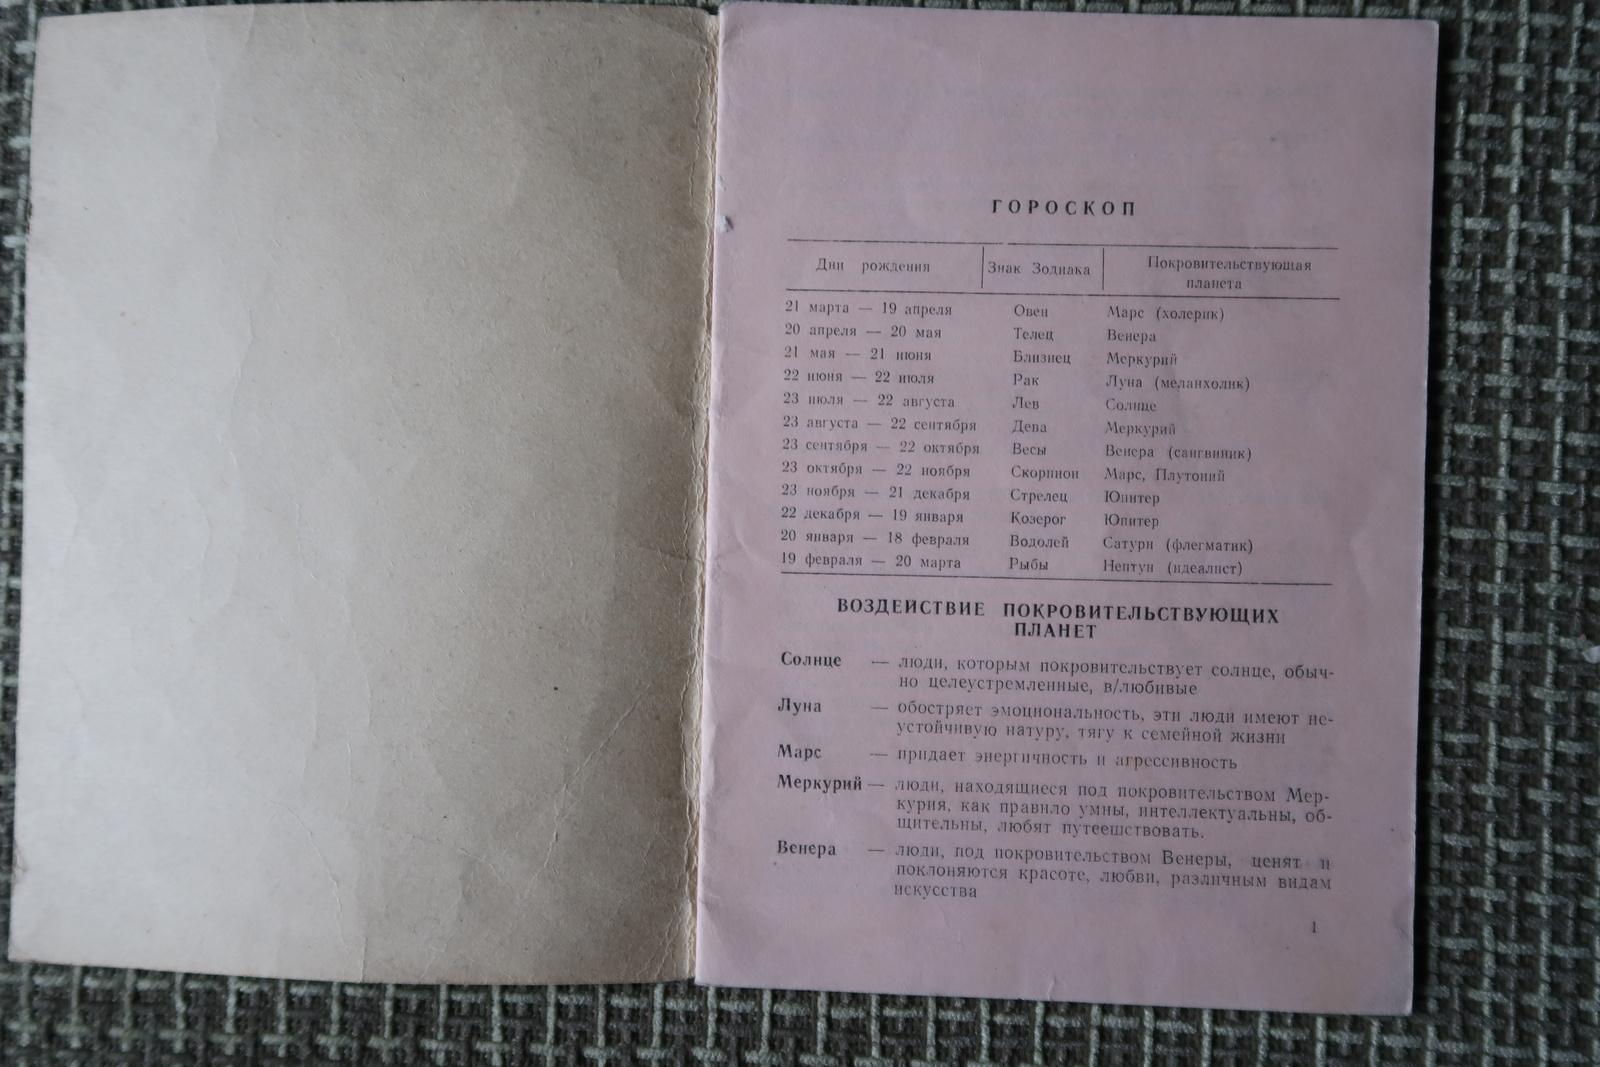 ГОРОСКОП
Дни рождения Знак Зодиака Покровительствующая
планета
21 марта — 19 апреля Овен Марс (холерик)
20 апреля — 20 мая Телец Венера
21 мая — 21 июня Близнец Меркурий
22 июня — 22 июля Рак Луна (меланхолик)
23 июля — 22 августа Лев Солнце
23 августа — 22 сентября Дева Меркурий
23 сентября — 22 октября Весы Венера (сангвиник)
23 октября — 22 ноября Скорпион Марс, Плутоний
23 ноября — 21 декабря Стрелец Юпитер
22 декабря — 19 января Козерог Юпитер
20 января — 18 февраля Водолей Сатурн (флегматик)
19 февраля — 20 марта Рыбы Нептун (идеалист)
ВОЗДЕЙСТВИЕ ПОКРОВИТЕЛЬСТВУЮЩИХ
ПЛАНЕТ
Солнце — люди, которым покровительствует солнце, обыч-
но целеустремленные, в/любивые
Луна — обостряет эмоциональность, эти люди имеют не-
устойчивую натуру, тягу к семейной жизни
Марс — придает энергичность и агрессивность
Меркурий — люди, находящиеся под покровительством Мер-
курия, как правило умны, интеллектуальны, об-
щительны, любят путеешствовать.
Венера — люди, под покровительством Венеры, ценят и
поклоняются красоте, любви, различным видам
искусства
1